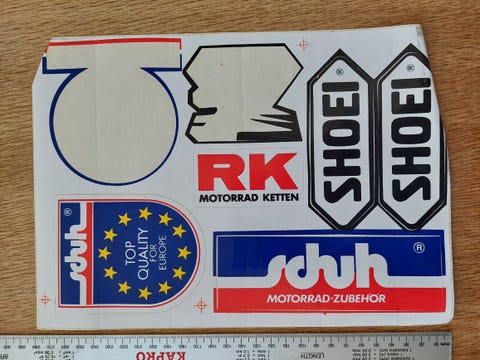 SHOEI ®
SHOEI ®
RK
MOTORRAD KETTEN
schuh ®
TOP
QUALITY
FOR
EUROPE
schuh ®
MOTORRAD-ZUBEHÖR
LENGTH
KAPRO